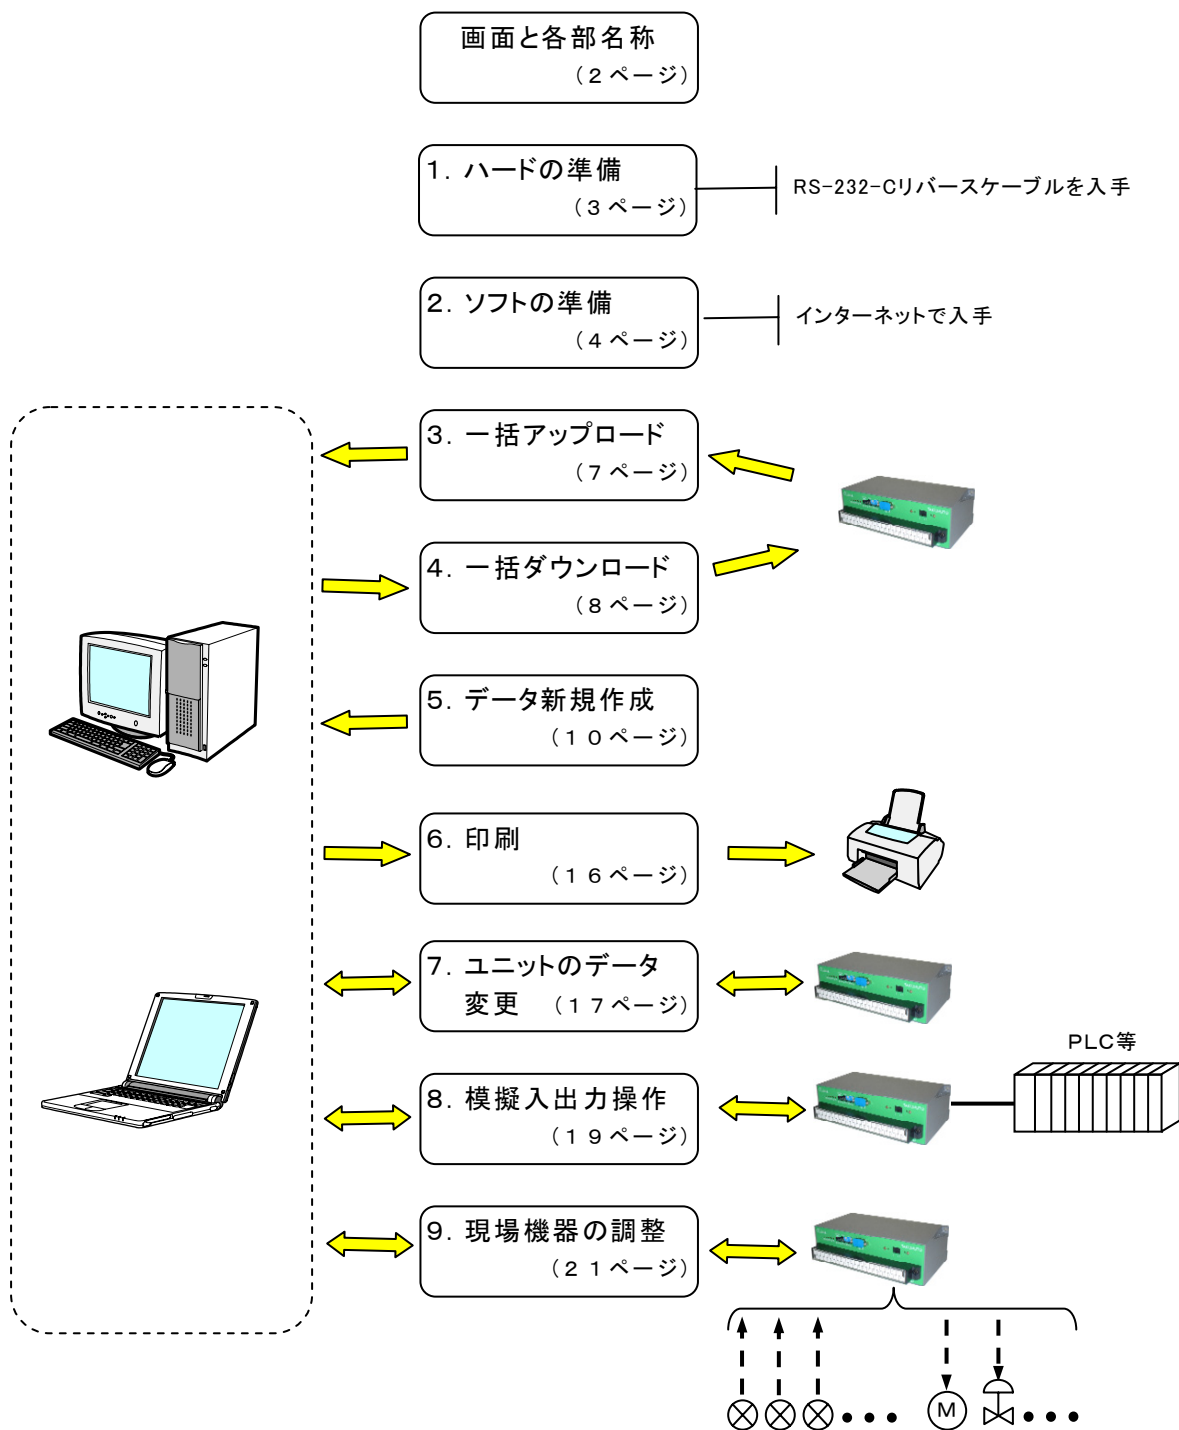 画面と各部名称
(2ページ)
1. ハードの準備
(3ページ)
RS-232-Cリバースケーブルを入手
2. ソフトの準備
(4ページ)
インターネットで入手
3. 一括アップロード
(7ページ)
4. 一括ダウンロード
(8ページ)
5. データ新規作成
(10ページ)
6. 印刷
(16ページ)
7. ユニットのデータ
変更 (17ページ)
PLC等
8. 模擬入出力操作
(19ページ)
9. 現場機器の調整
(21ページ)
M